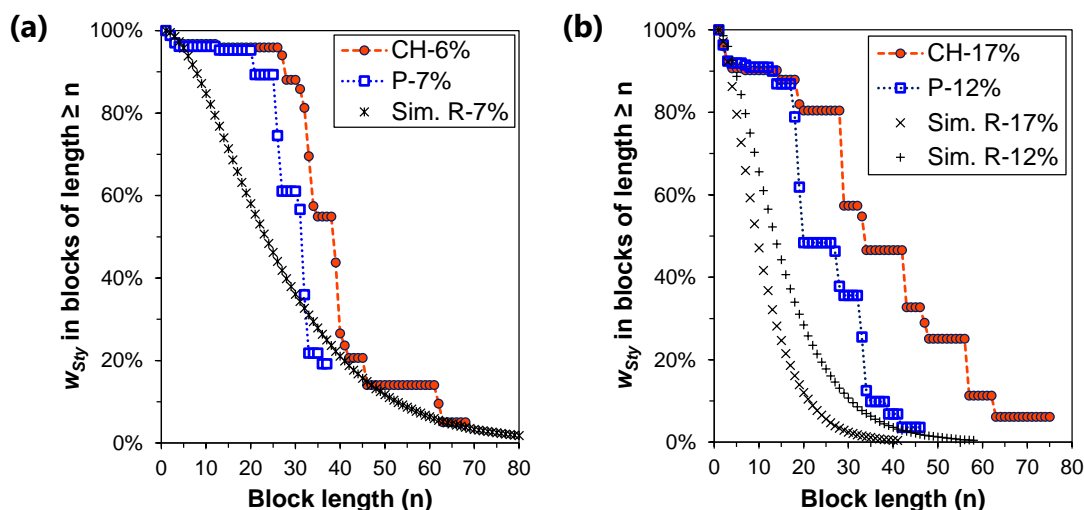 (a)
100%
80%
60%
40%
20%
0%
w_Sty in blocks of length ≥ n
CH-6%
P-7%
Sim. R-7%
0 10 20 30 40 50 60 70 80
Block length (n)
(b)
100%
80%
60%
40%
20%
0%
w_Sty in blocks of length ≥ n
CH-17%
P-12%
Sim. R-17%
Sim. R-12%
0 10 20 30 40 50 60 70 80
Block length (n)